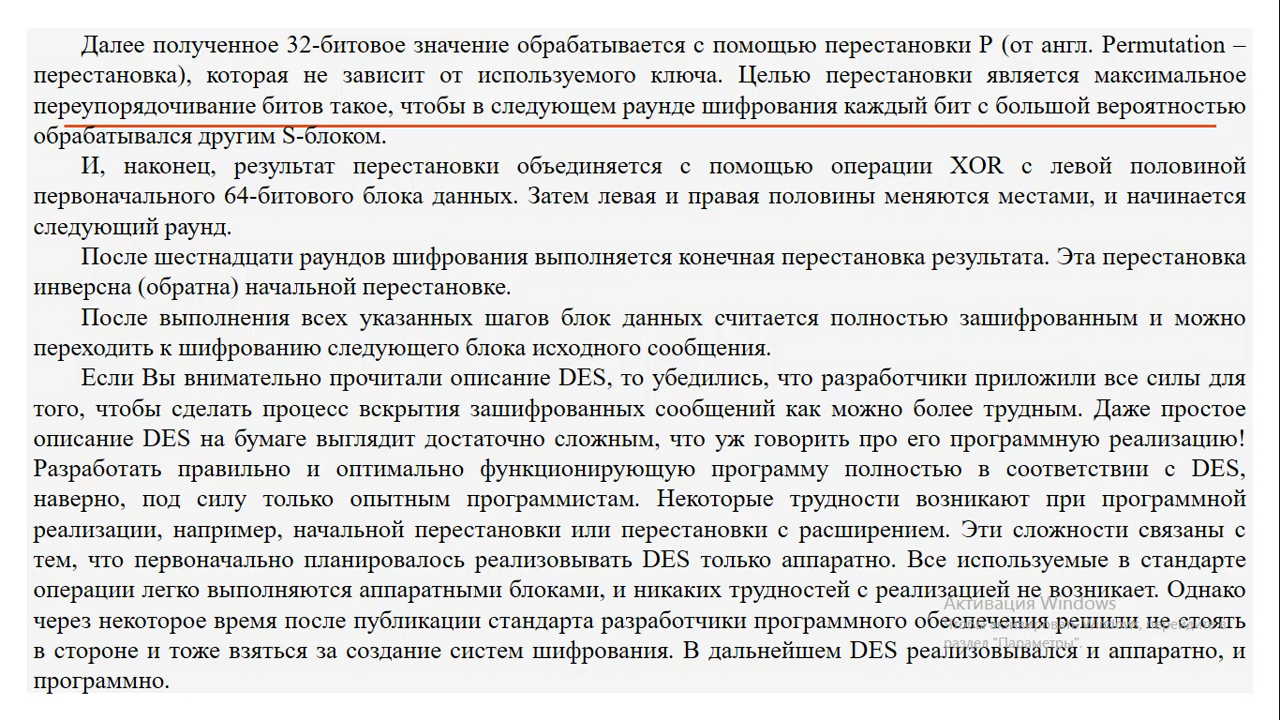 Далее полученное 32-битовое значение обрабатывается с помощью перестановки P (от англ. Permutation –
перестановка), которая не зависит от используемого ключа. Целью перестановки является максимальное
переупорядочивание битов такое, чтобы в следующем раунде шифрования каждый бит с большой вероятностью
обрабатывался другим S-блоком.
И, наконец, результат перестановки объединяется с помощью операции XOR с левой половиной
первоначального 64-битового блока данных. Затем левая и правая половины меняются местами, и начинается
следующий раунд.
После шестнадцати раундов шифрования выполняется конечная перестановка результата. Эта перестановка
инверсна (обратна) начальной перестановке.
После выполнения всех указанных шагов блок данных считается полностью зашифрованным и можно
переходить к шифрованию следующего блока исходного сообщения.
Если Вы внимательно прочитали описание DES, то убедились, что разработчики приложили все силы для
того, чтобы сделать процесс вскрытия зашифрованных сообщений как можно более трудным. Даже простое
описание DES на бумаге выглядит достаточно сложным, что уж говорить про его программную реализацию!
Разработать правильно и оптимально функционирующую программу полностью в соответствии с DES,
наверно, под силу только опытным программистам. Некоторые трудности возникают при программной
реализации, например, начальной перестановки или перестановки с расширением. Эти сложности связаны с
тем, что первоначально планировалось реализовывать DES только аппаратно. Все используемые в стандарте
операции легко выполняются аппаратными блоками, и никаких трудностей с реализацией не возникает. Однако
через некоторое время после публикации стандарта разработчики программного обеспечения решили не стоять
в стороне и тоже взяться за создание систем шифрования. В дальнейшем DES реализовывался и аппаратно, и
программно.
Активация Windows
раздел "Параметры".